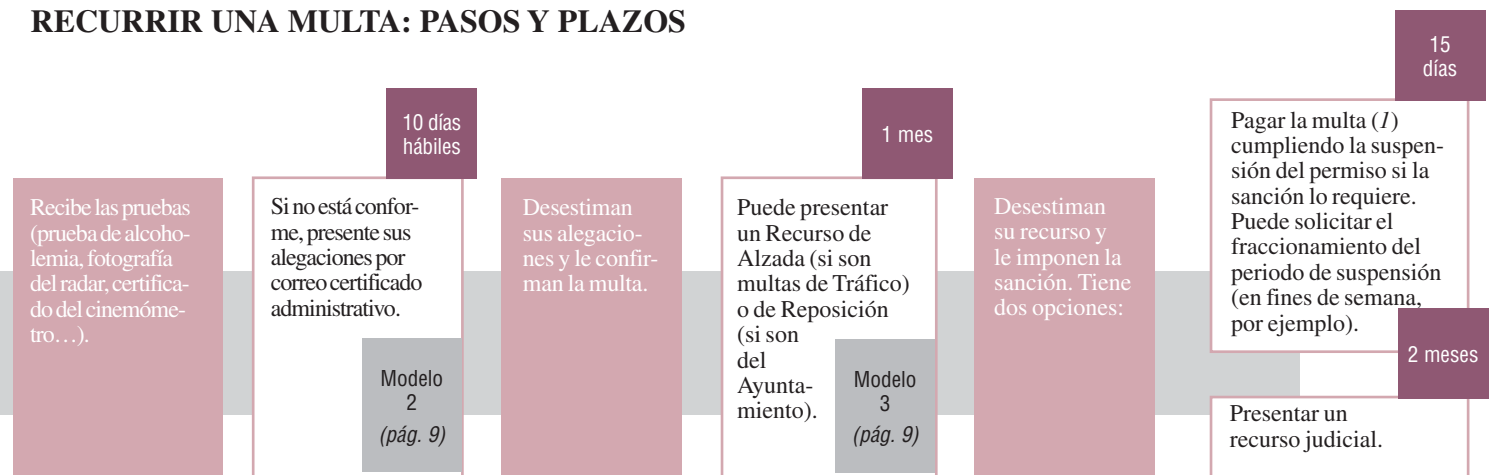 RECURRIR UNA MULTA: PASOS Y PLAZOS
Recibe las pruebas
(prueba de alcoho-
lemia, fotografía
del radar, certifica-
do del cinemóme-
tro…).
10 días
hábiles
Si no está confor-
me, presente sus
alegaciones por
correo certificado
administrativo.
Modelo
2
(pág. 9)
Desestiman
sus alegacio-
nes y le confir-
man la multa.
1 mes
Puede presentar
un Recurso de
Alzada (si son
multas de Tráfico)
o de Reposición
(si son
del
Ayunta-
miento).
Modelo
3
(pág. 9)
Desestiman
su recurso y
le imponen la
sanción. Tiene
dos opciones:
15
días
Pagar la multa (1)
cumpliendo la suspen-
sión del permiso si la
sanción lo requiere.
Puede solicitar el
fraccionamiento del
periodo de suspensión
(en fines de semana,
por ejemplo).
2 meses
Presentar un
recurso judicial.